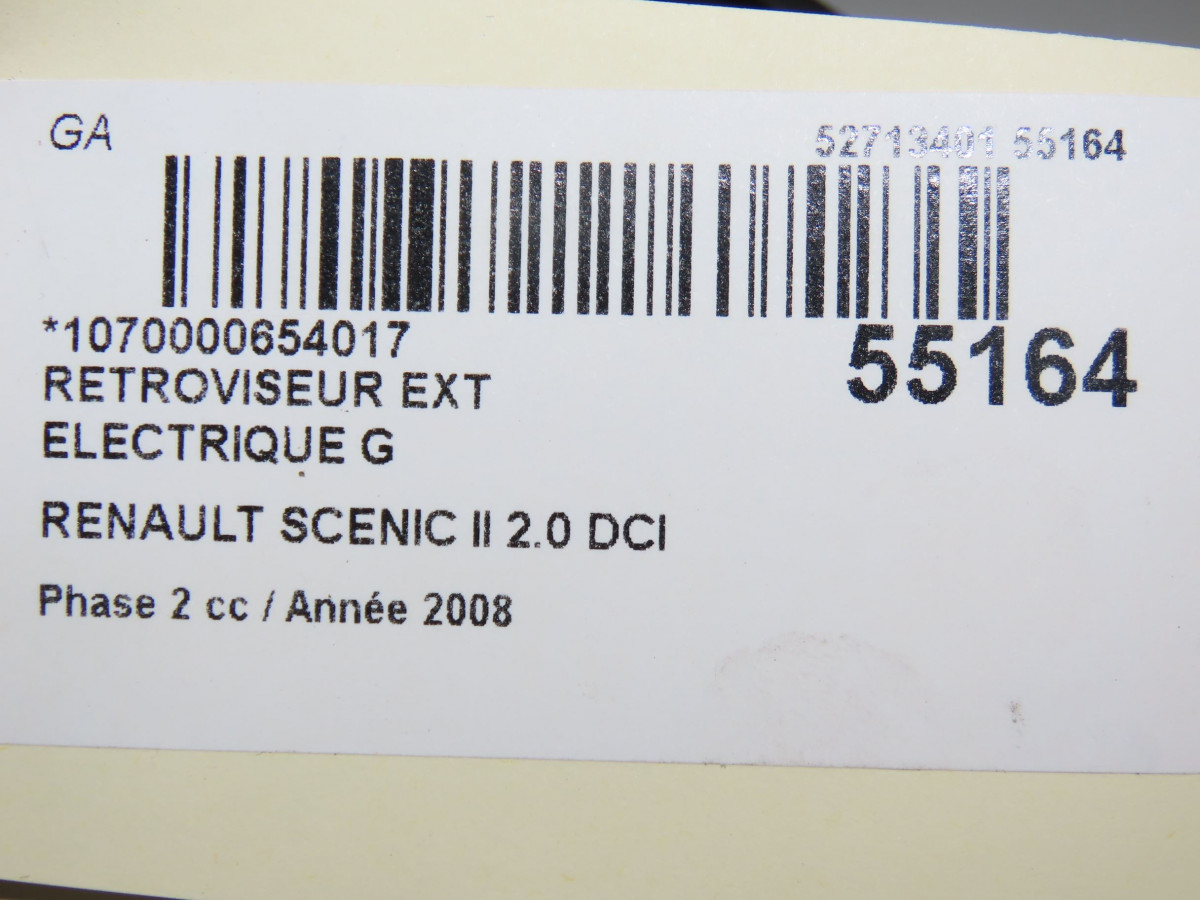 GA
52713401 55164
*1070000654017
55164
RETROVISEUR EXT
ELECTRIQUE G
RENAULT SCENIC II 2.0 DCI
Phase 2 cc / Année 2008